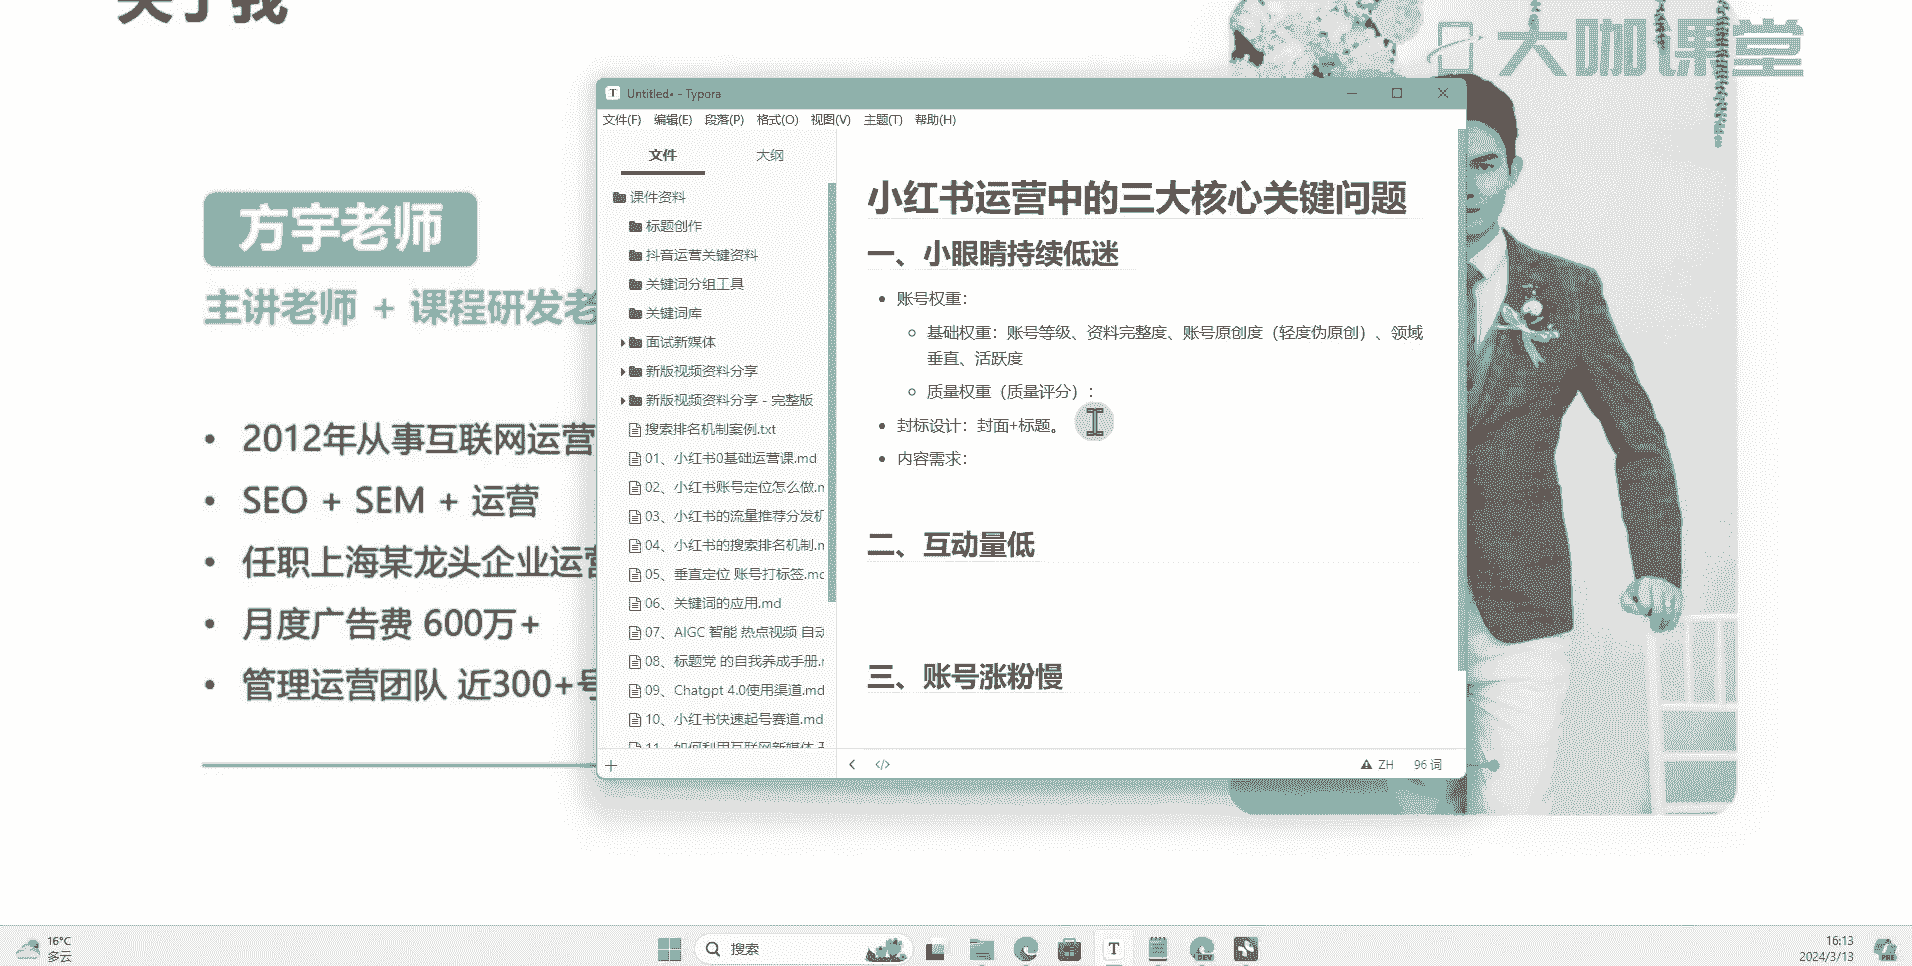 关于我
大咖课堂
方宇老师
主讲老师 + 课程研发老
2012年从事互联网运营
SEO + SEM + 运营
任职上海某龙头企业运营
月度广告费 600万+
管理运营团队 近300+号
Untitled• - Typora
文件(F) 编辑(E) 段落(P) 格式(O) 视图(V) 主题(T) 帮助(H)
文件 大纲
课件资料
标题创作
抖音运营关键资料
关键词分组工具
关键词库
面试新媒体
新版视频资料分享
新版视频资料分享 - 完整版
搜索排名机制案例.txt
01、小红书0基础运营课.md
02、小红书账号定位怎么做.m
03、小红书的流量推荐分发机
04、小红书的搜索排名机制.m
05、垂直定位 账号打标签.mc
06、关键词的应用.md
07、AIGC 智能 热点视频 自动
08、标题党 的自我养成手册.r
09、Chatgpt 4.0使用渠道.md
10、小红书快速起号赛道.md
11、如何利用互联网新媒体
小红书运营中的三大核心关键问题
一、小眼睛持续低迷
账号权重：
基础权重：账号等级、资料完整度、账号原创度（轻度伪原创）、领域
垂直、活跃度
质量权重（质量评分）：
封标设计：封面+标题。
内容需求：
二、互动量低
三、账号涨粉慢
ZH 96 词
16°C
多云
搜索
T
DEV
16:13
2024/3/13
PRE